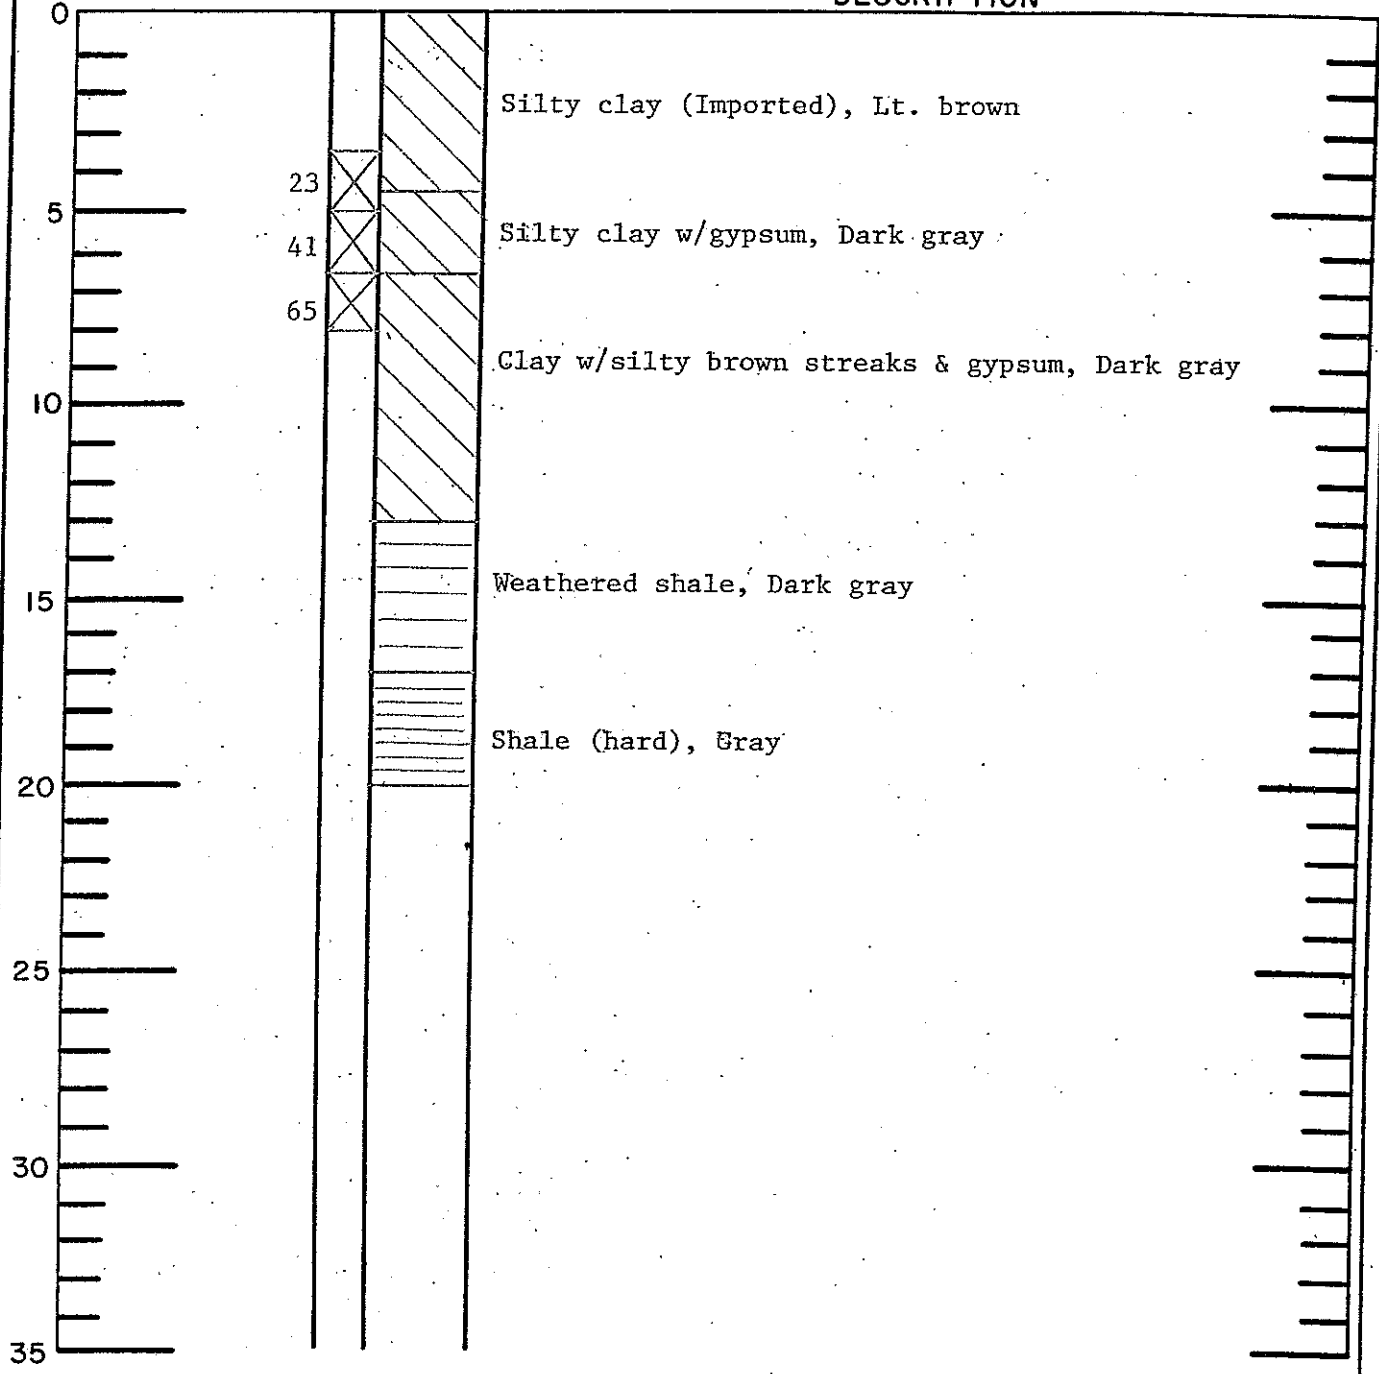 DESCRIPTION
0
Silty clay (Imported), Lt. brown
23
5
Silty clay w/gypsum, Dark gray
41
65
Clay w/silty brown streaks & gypsum, Dark gray
10
Weathered shale, Dark gray
15
Shale (hard), Gray
20
25
30
35